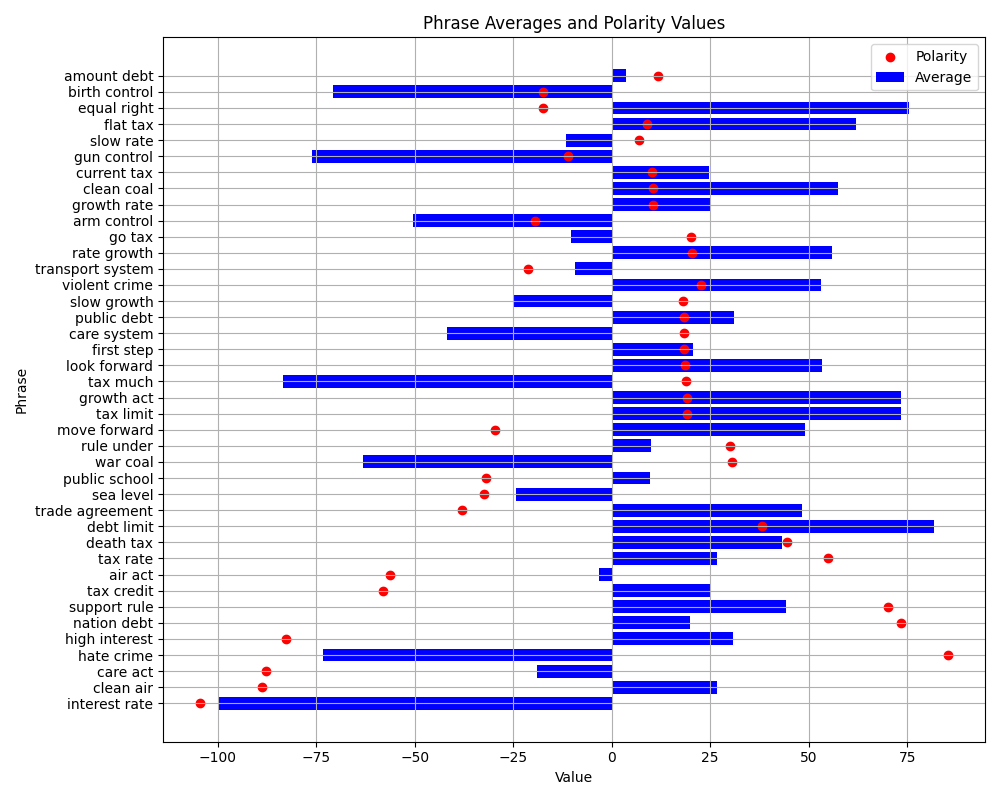 Phrase Averages and Polarity Values
Polarity
Average
Phrase
amount debt
birth control
equal right
flat tax
slow rate
gun control
current tax
clean coal
growth rate
arm control
go tax
rate growth
transport system
violent crime
slow growth
public debt
care system
first step
look forward
tax much
growth act
tax limit
move forward
rule under
war coal
public school
sea level
trade agreement
debt limit
death tax
tax rate
air act
tax credit
support rule
nation debt
high interest
hate crime
care act
clean air
interest rate
−100 −75 −50 −25 0 25 50 75
Value